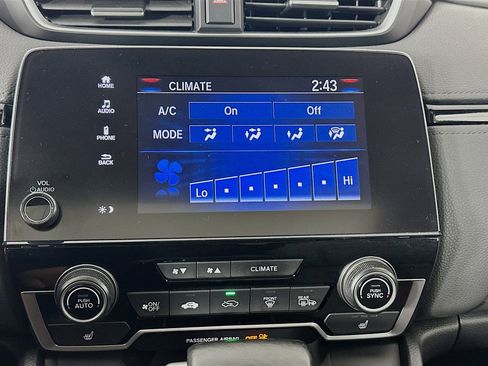 CLIMATE 2:43
HOME
A/C On Off
AUDIO
MODE
PHONE
BACK
VOL
AUDIO
Lo Hi
CLIMATE
PUSH AUTO
ON/OFF
FRONT
REAR
PUSH SYNC
PASSENGER AIRBAG OFF